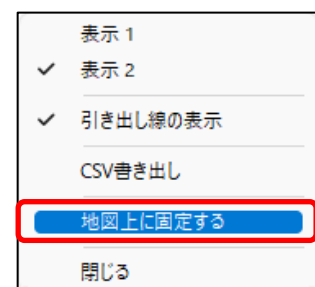 表示 1
表示 2
引き出し線の表示
CSV書き出し
地図上に固定する
閉じる